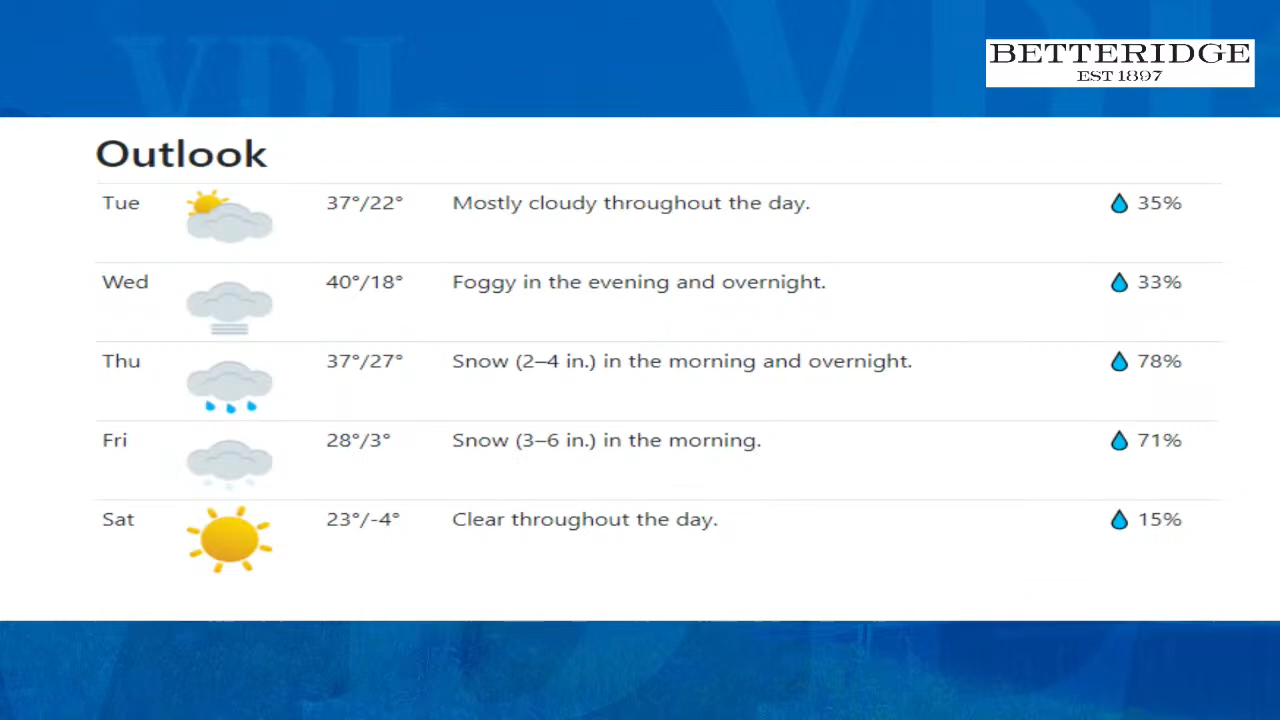 VDJ
VDJ
BETTERIDGE
EST 1897
Outlook
Tue 37°/22° Mostly cloudy throughout the day. 35%
Wed 40°/18° Foggy in the evening and overnight. 33%
Thu 37°/27° Snow (2–4 in.) in the morning and overnight. 78%
Fri 28°/3° Snow (3–6 in.) in the morning. 71%
Sat 23°/-4° Clear throughout the day. 15%